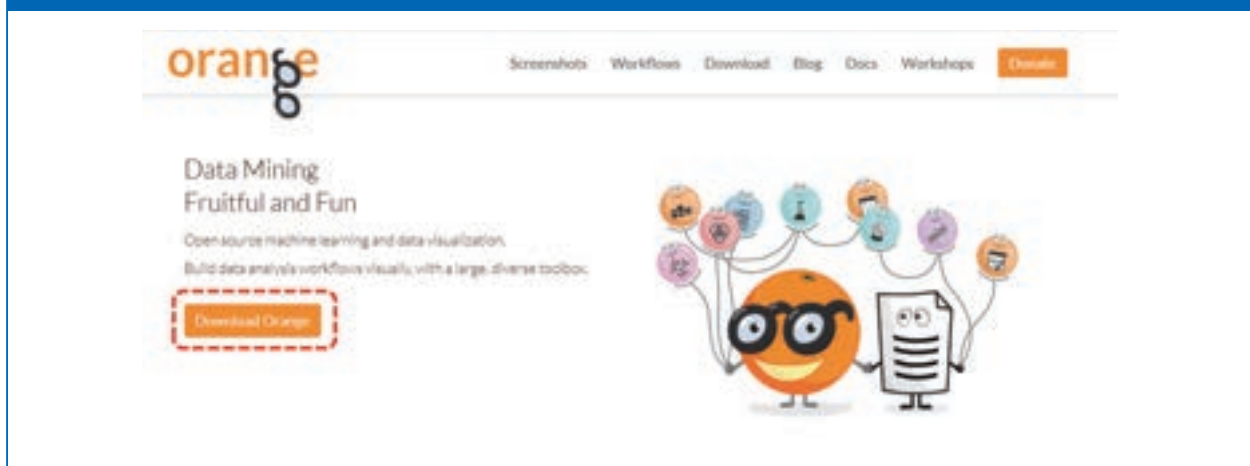 orange
Screenshots Workflows Download Blog Docs Workshops Donate
Data Mining
Fruitful and Fun
Open source machine learning and data visualization.
Build data analysis workflows visually, with a large, diverse toolbox.
Download Orange